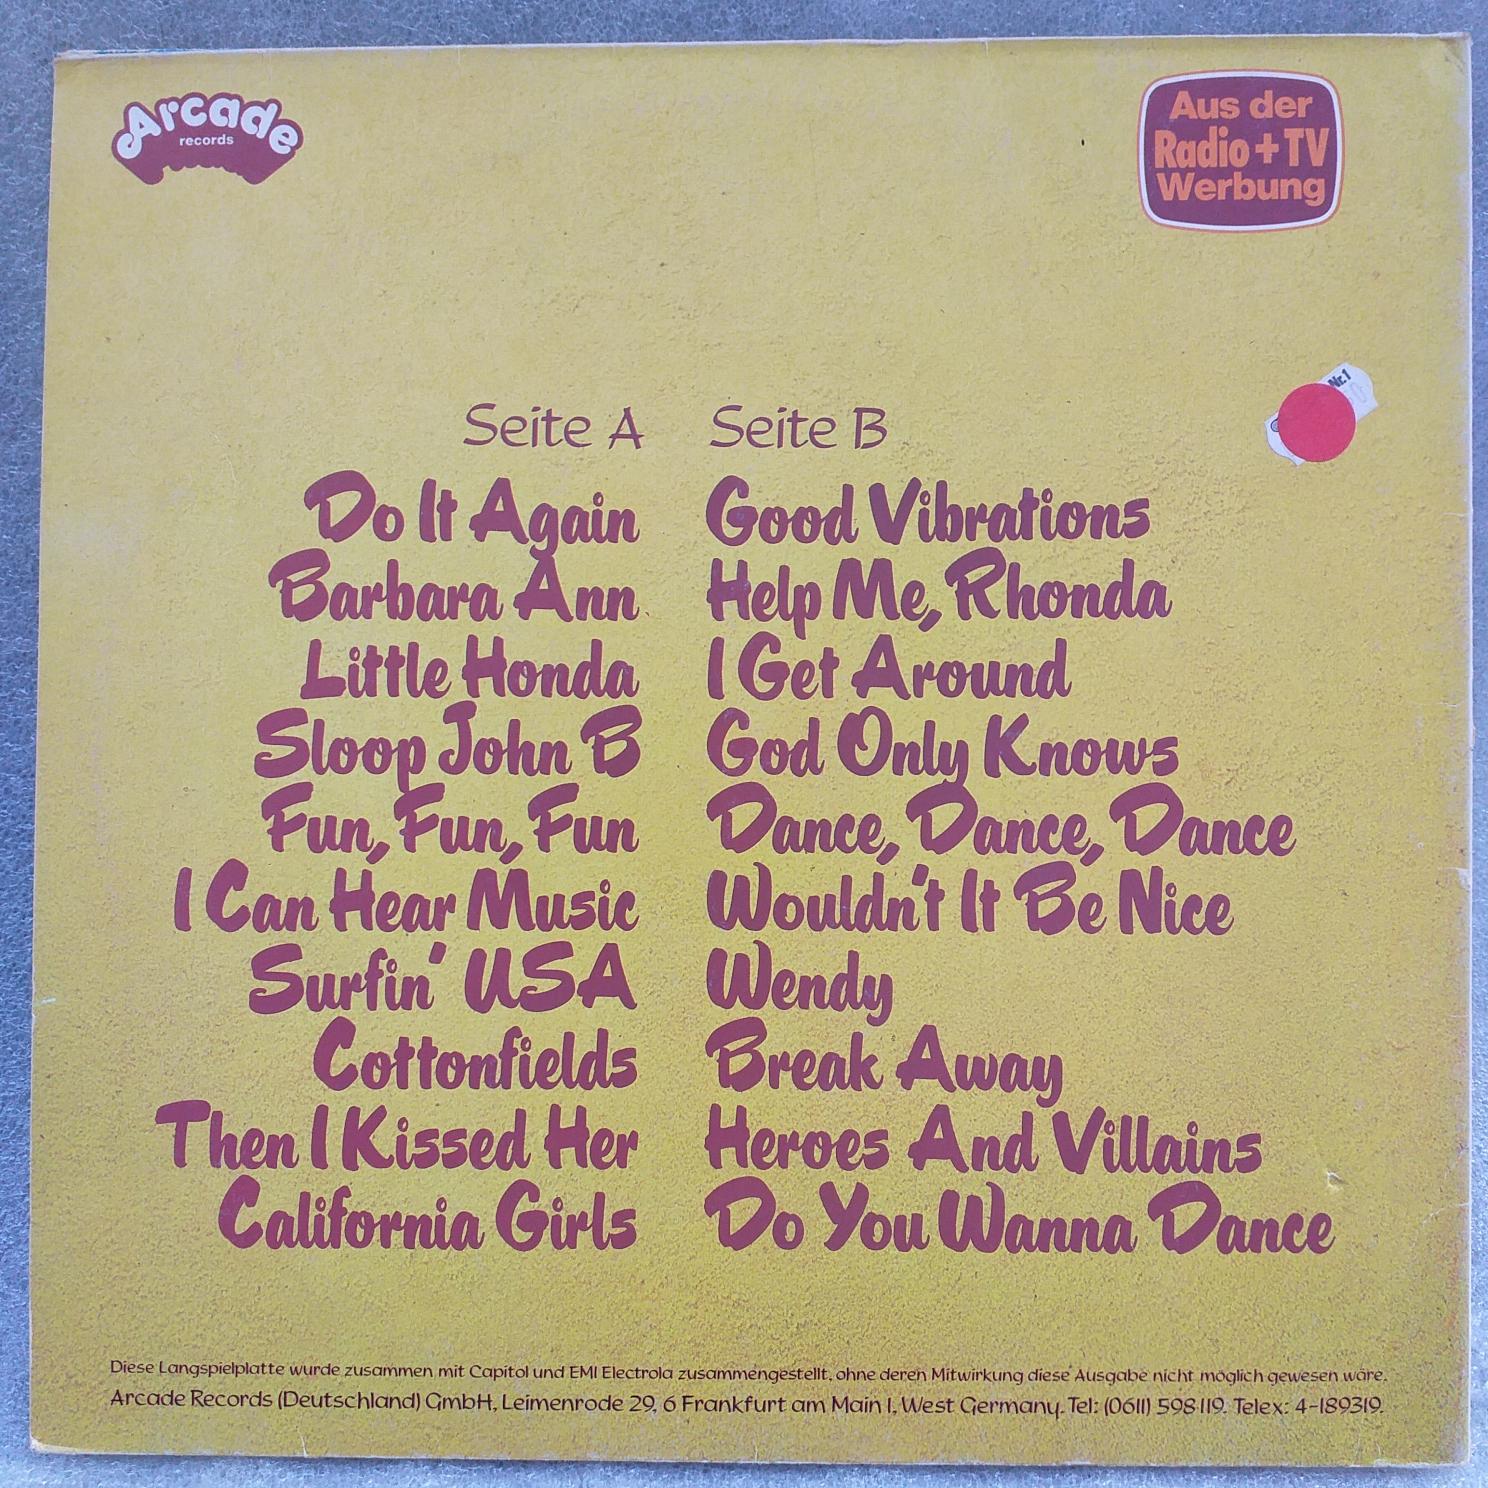 Arcade
records
Aus der
Radio + TV
Werbung
Nr.1
Seite A
Do It Again
Barbara Ann
Little Honda
Sloop John B
Fun, Fun, Fun
I Can Hear Music
Surfin' USA
Cottonfields
Then I Kissed Her
California Girls
Seite B
Good Vibrations
Help Me, Rhonda
I Get Around
God Only Knows
Dance, Dance, Dance
Wouldn't It Be Nice
Wendy
Break Away
Heroes And Villains
Do You Wanna Dance
Diese Langspielplatte wurde zusammen mit Capitol und EMI Electrola zusammengestellt, ohne deren Mitwirkung diese Ausgabe nicht möglich gewesen wäre.
Arcade Records (Deutschland) GmbH, Leimenrode 29, 6 Frankfurt am Main 1, West Germany. Tel: (0611) 598119. Telex: 4-189319.